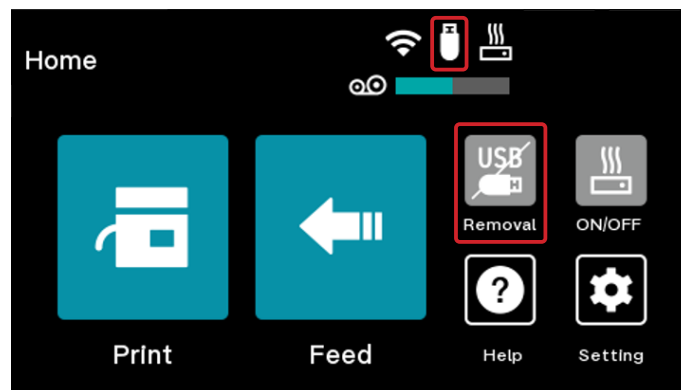 Home
USB
Removal
ON/OFF
?
Print
Feed
Help
Setting